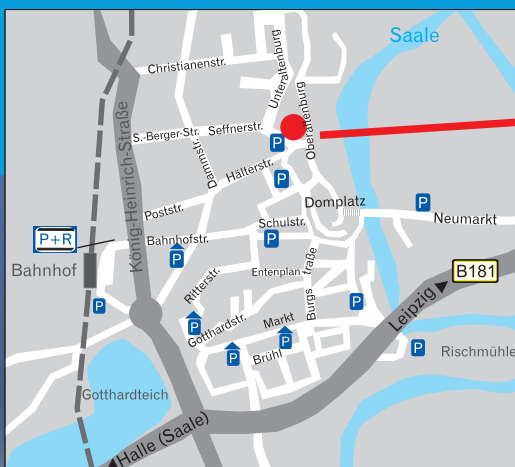 Saale
Christianenstr.
Unteraltenburg
Oberaltenburg
S.-Berger-Str.
Seffnerstr.
P
Dammstr.
Hälterstr.
P
König-Heinrich-Straße
Domplatz
P
Neumarkt
Poststr.
Schulstr.
P+R
Bahnhofstr.
P
P
Bahnhof
Entenplan
Burgstraße
B181
Ritterstr.
Leipzig
P
P
P
Gotthardstr.
Markt
P
P
Brühl
P
Rischmühle
Gotthardteich
Halle (Saale)